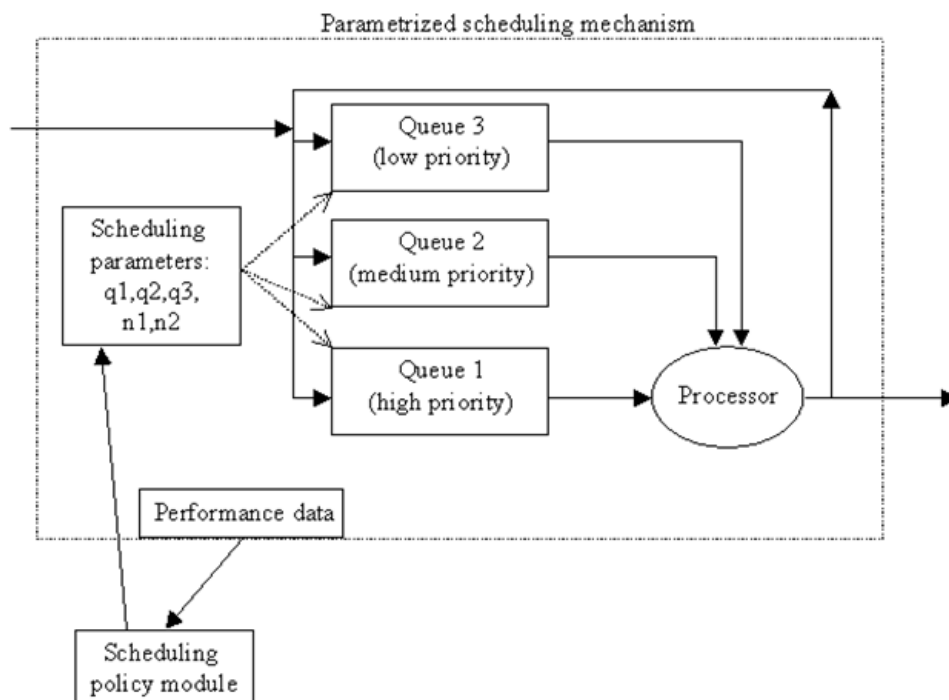 Parametrized scheduling mechanism
Queue 3
(low priority)
Scheduling
parameters:
q1,q2,q3,
n1,n2
Queue 2
(medium priority)
Queue 1
(high priority)
Processor
Performance data
Scheduling
policy module